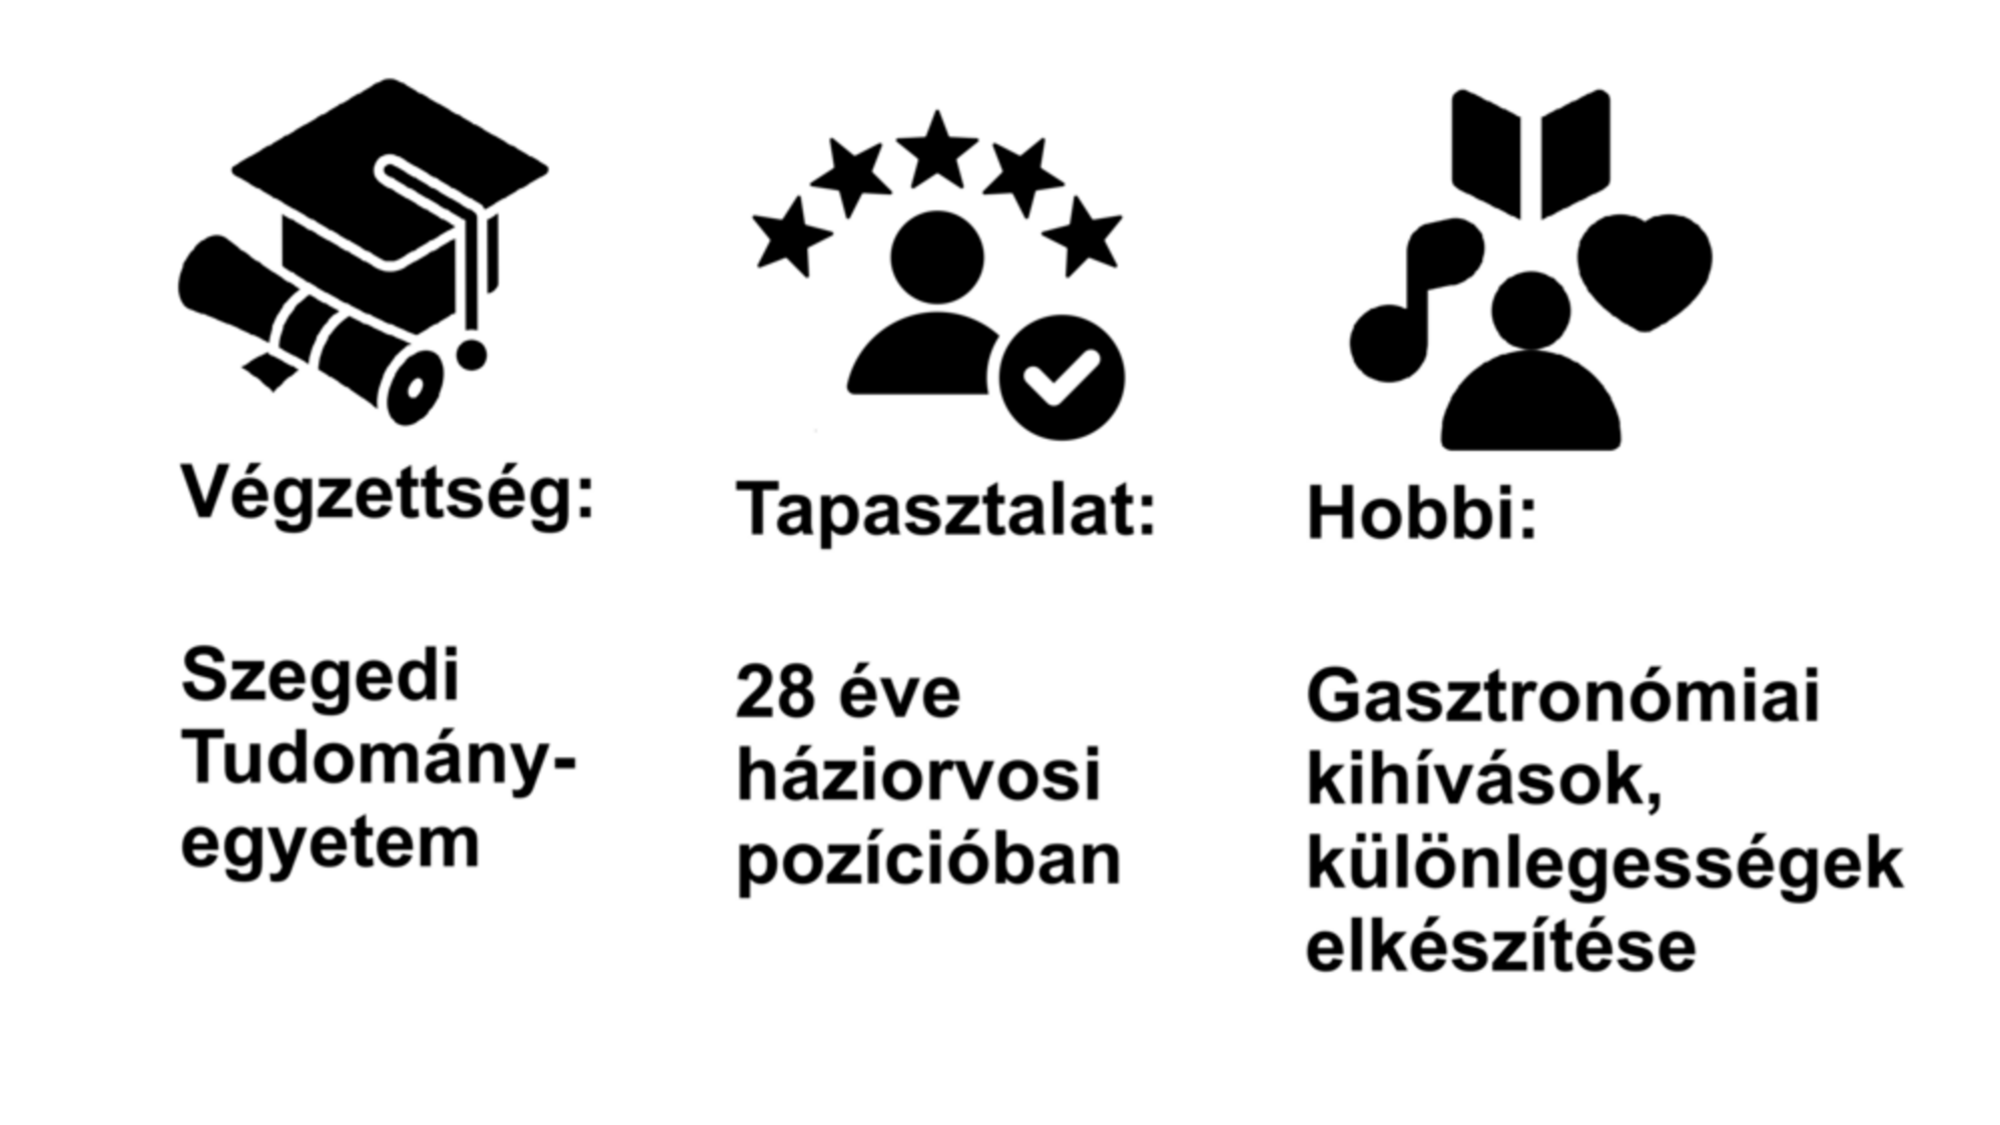 Végzettség:
Szegedi
Tudomány-
egyetem
Tapasztalat:
28 éve
háziorvosi
pozícióban
Hobbi:
Gasztronómiai
kihívások,
különlegességek
elkészítése